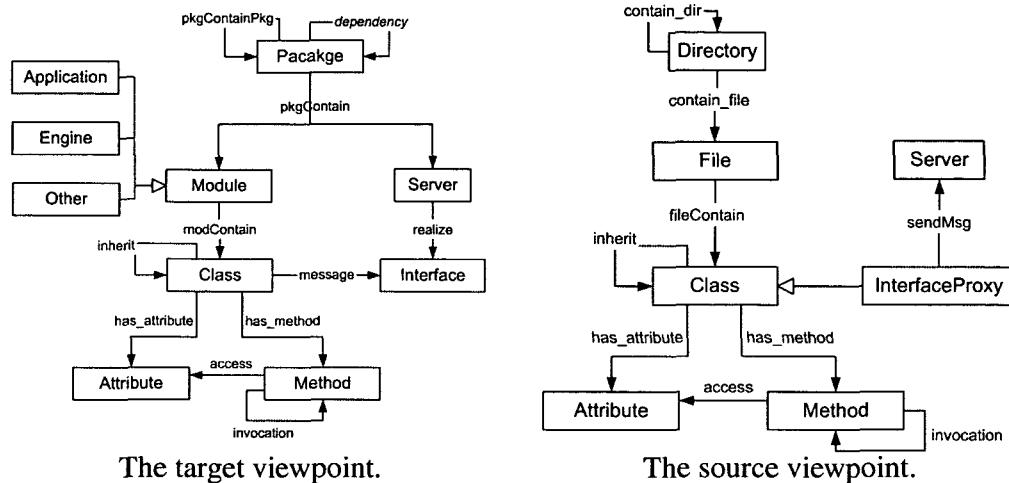 pkgContainPkg
dependency
Pacakge
Application
pkgContain
Engine
Other
Module
Server
modContain
realize
inherit
Class
message
Interface
has_attribute
has_method
access
Attribute
Method
invocation
The target viewpoint.
contain_dir
Directory
contain_file
File
Server
fileContain
sendMsg
inherit
Class
InterfaceProxy
has_attribute
has_method
access
Attribute
Method
invocation
The source viewpoint.